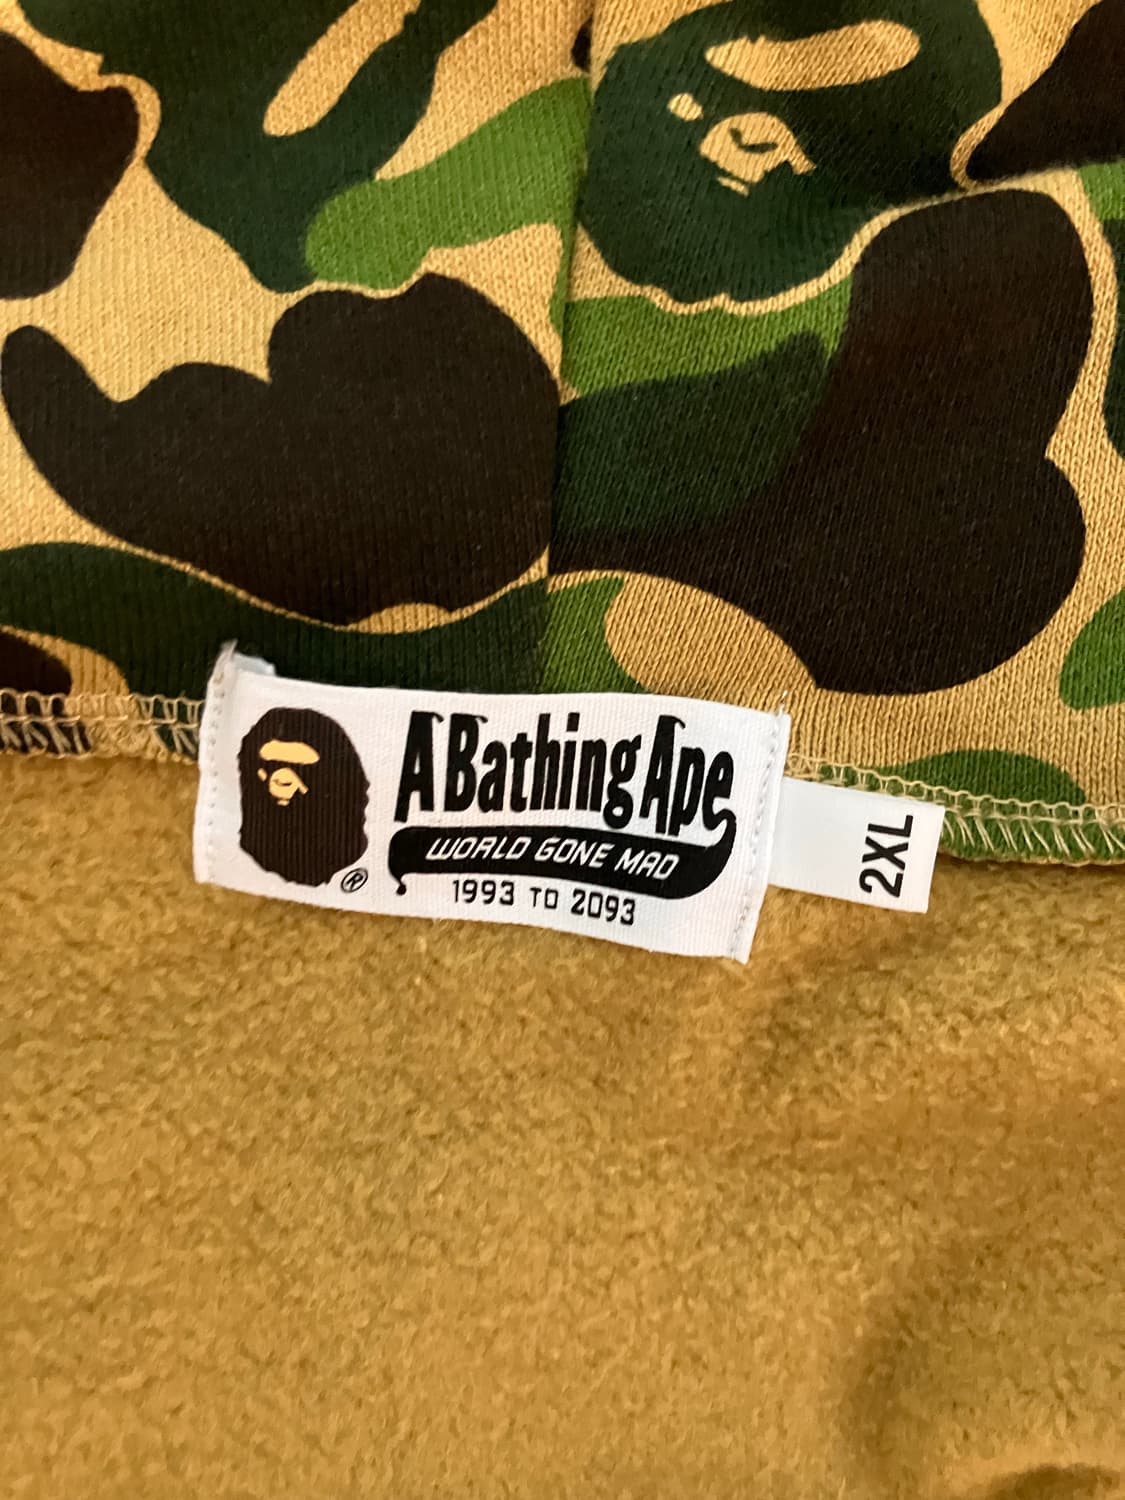 A Bathing Ape
WORLD GONE MAD
1993 TO 2093
®
2XL